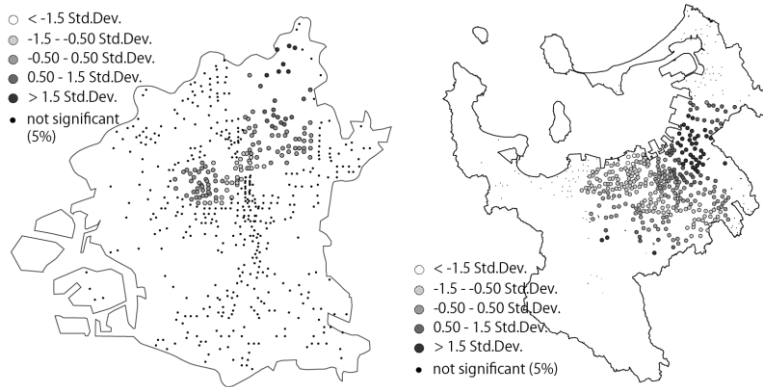 < -1.5 Std.Dev.
-1.5 - -0.50 Std.Dev.
-0.50 - 0.50 Std.Dev.
0.50 - 1.5 Std.Dev.
> 1.5 Std.Dev.
not significant
(5%)
< -1.5 Std.Dev.
-1.5 - -0.50 Std.Dev.
-0.50 - 0.50 Std.Dev.
0.50 - 1.5 Std.Dev.
> 1.5 Std.Dev.
not significant (5%)